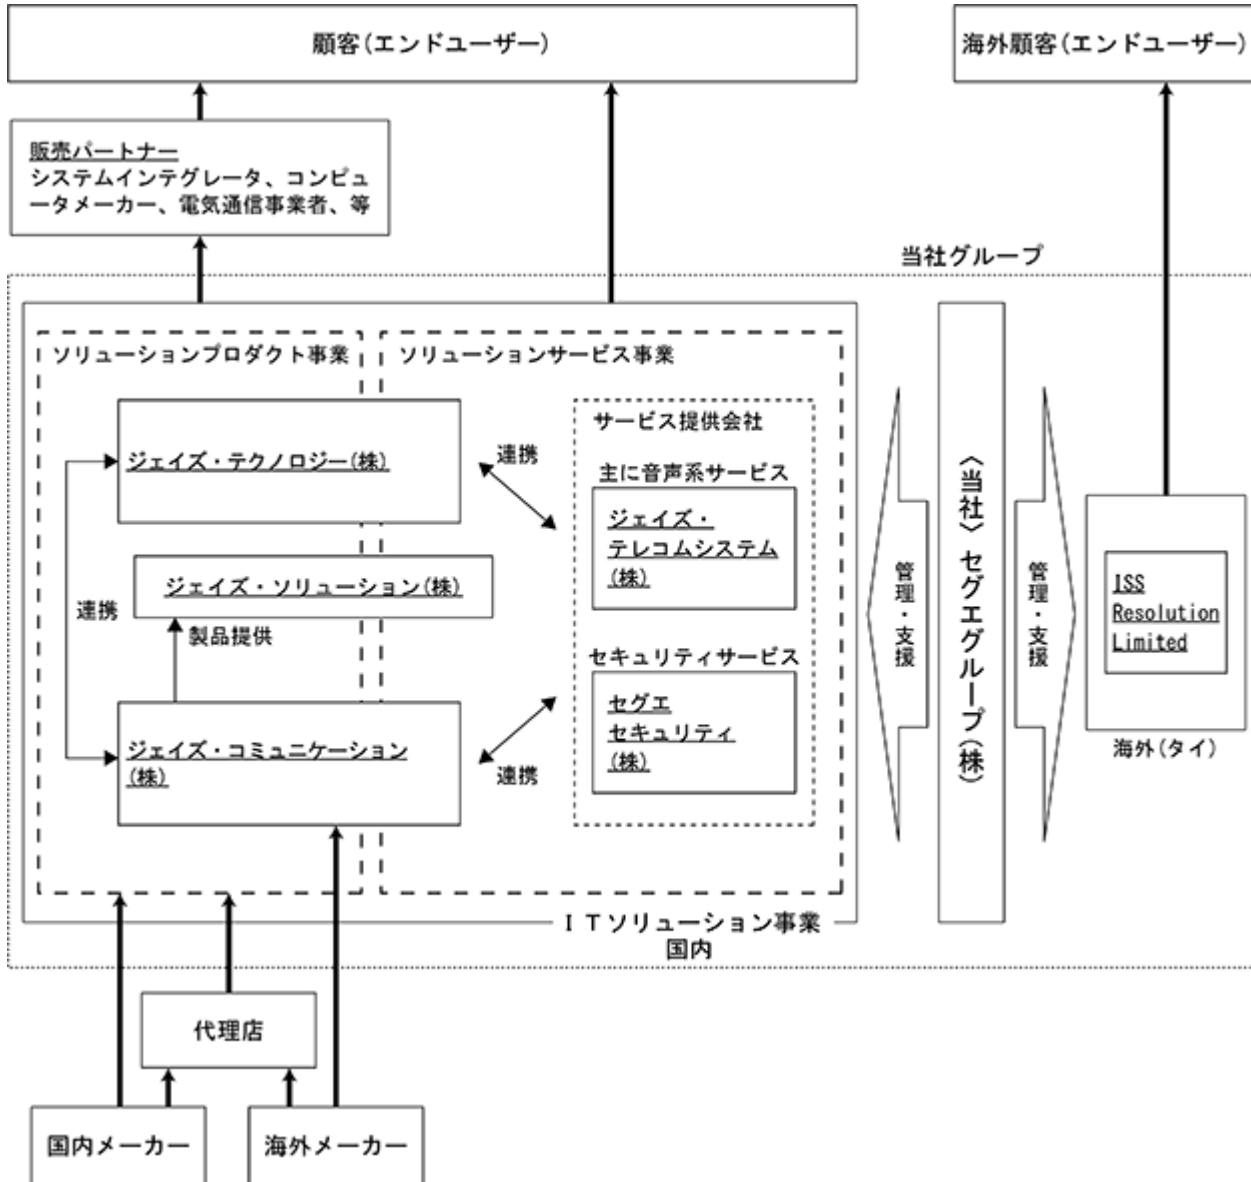 顧客(エンドユーザー)
海外顧客(エンドユーザー)
販売パートナー
システムインテグレータ、コンピュ
ータメーカー、電気通信事業者、等
当社グループ
ソリューションプロダクト事業
ソリューションサービス事業
サービス提供会社
ジェイズ・テクノロジー(株)
連携
主に音声系サービス
ジェイズ・
テレコムシステム
(株)
ジェイズ・ソリューション(株)
連携
製品提供
セキュリティサービス
セグエ
セキュリティ
(株)
ジェイズ・コミュニケーション
(株)
連携
管理・支援
〈当社〉セグエグループ(株)
管理・支援
ISS
Resolution
Limited
海外(タイ)
ITソリューション事業
国内
代理店
国内メーカー
海外メーカー